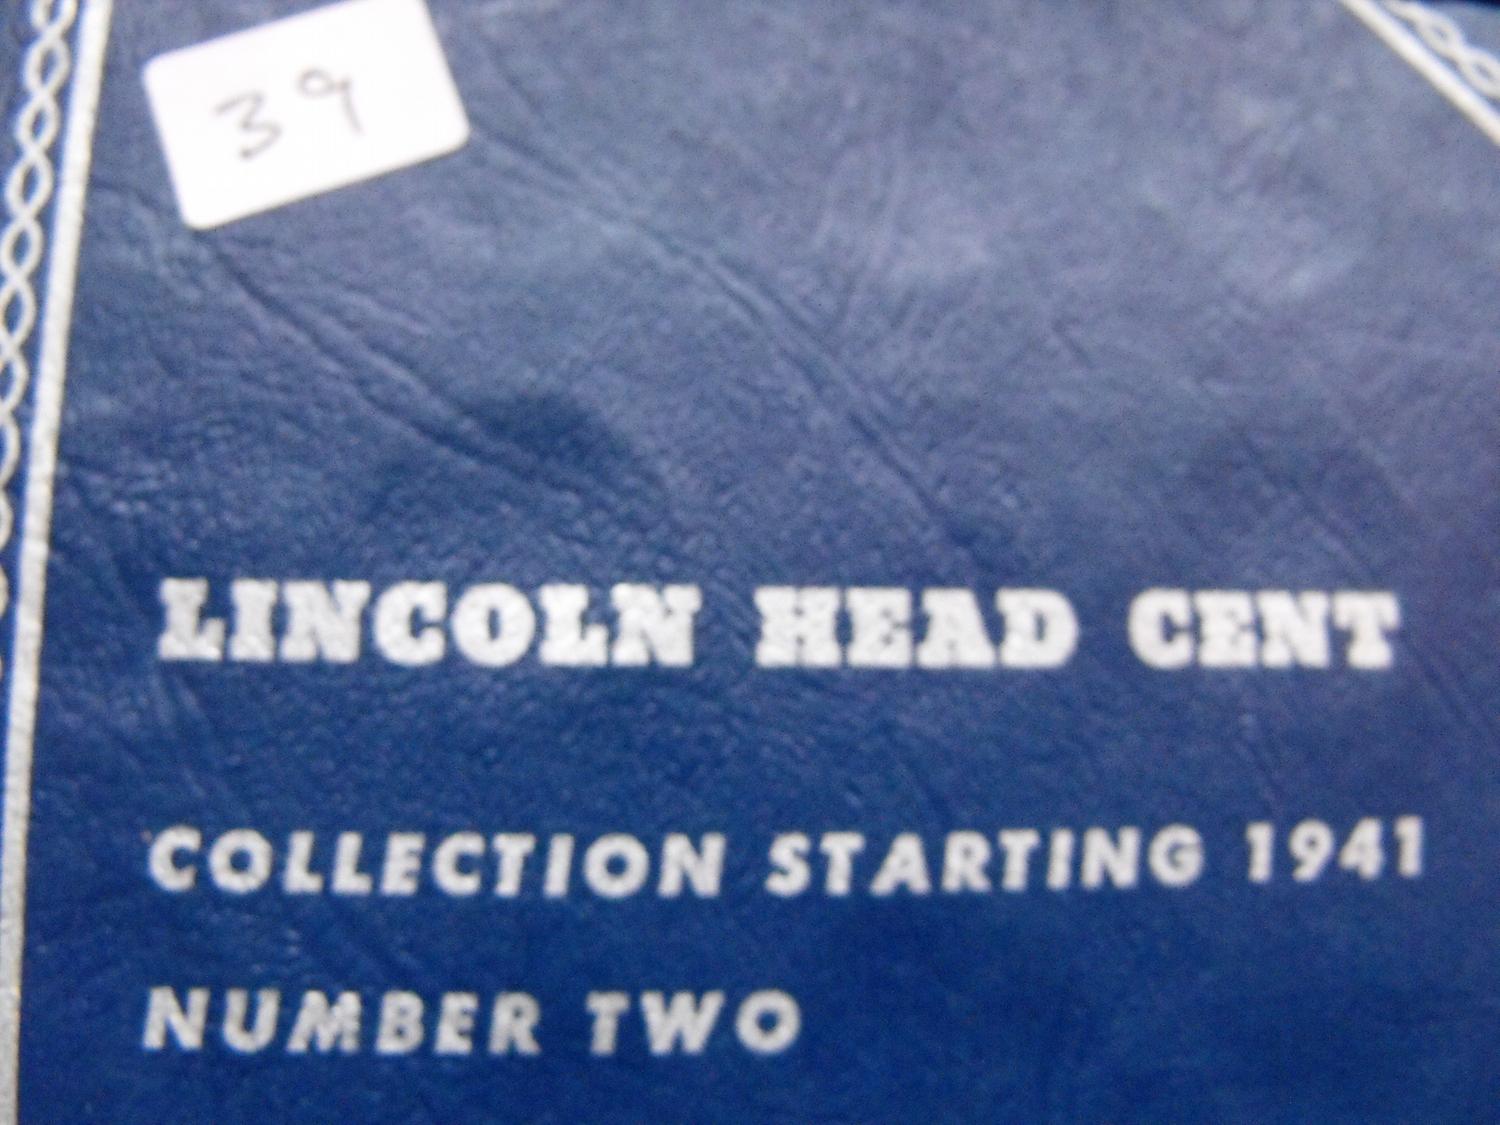 39
LINCOLN HEAD CENT
COLLECTION STARTING 1941
NUMBER TWO